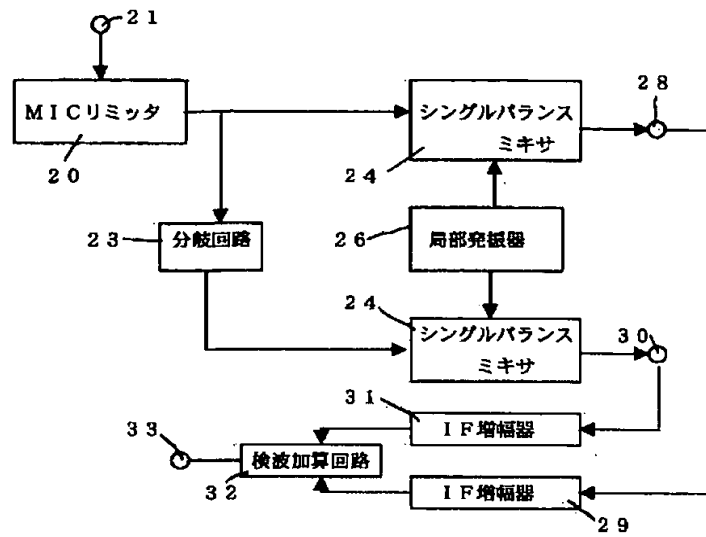 21
MICリミッタ
20
シングルバランス
ミキサ
24
28
23
分岐回路
26
局部発振器
24
シングルバランス
ミキサ
30
31
IF増幅器
33
検波加算回路
32
IF増幅器
29